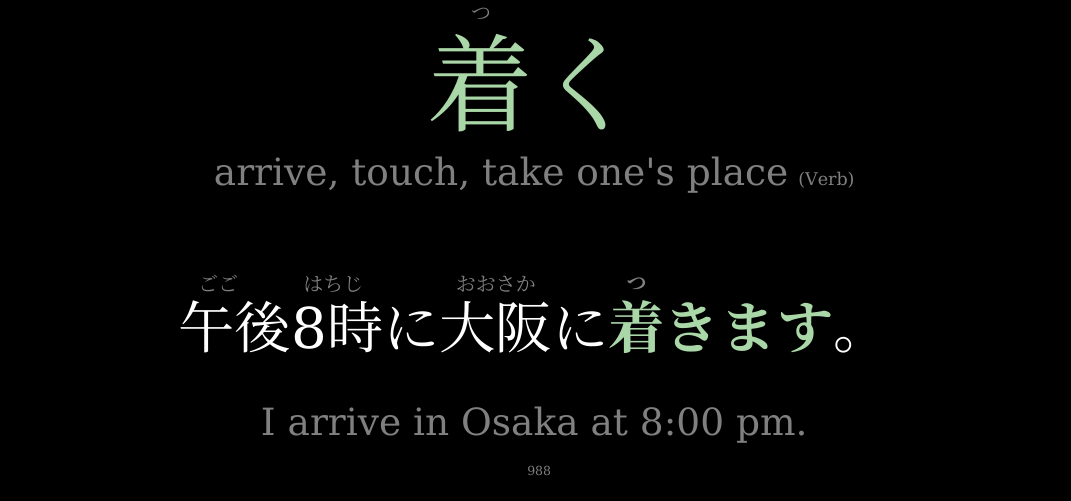 つ
着く
arrive, touch, take one's place (Verb)
ごご はちじ おおさか つ
午後8時に大阪に着きます。
I arrive in Osaka at 8:00 pm.
988